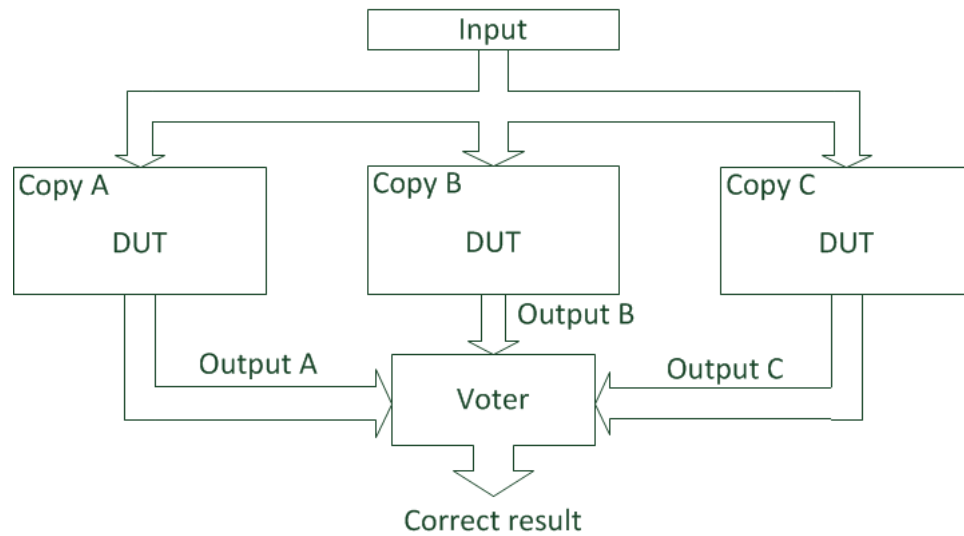 Input
Copy A
DUT
Copy B
DUT
Copy C
DUT
Output A
Output B
Output C
Voter
Correct result